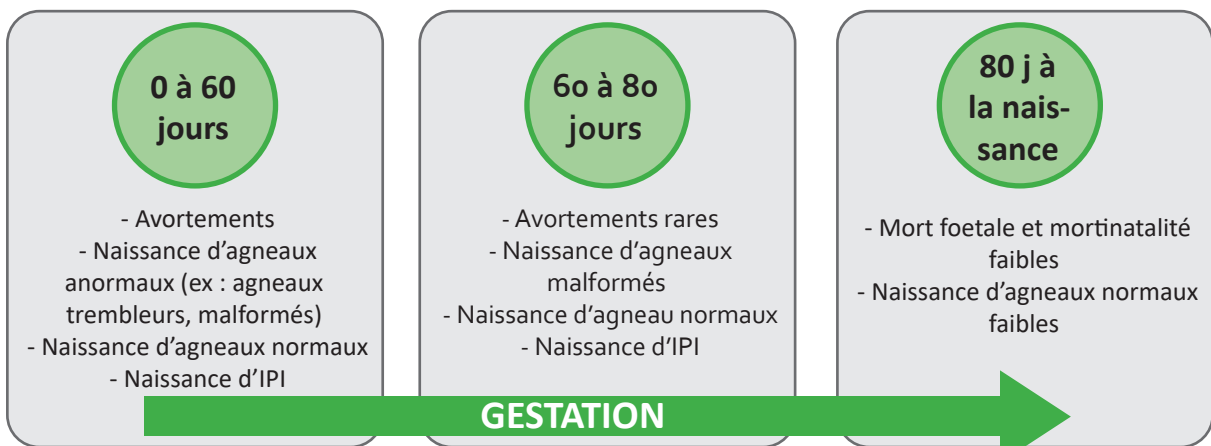 0 à 60
jours
- Avortements
- Naissance d'agneaux
anormaux (ex : agneaux
trembleurs, malformés)
- Naissance d'agneaux normaux
- Naissance d'IPI
6o à 8o
jours
- Avortements rares
- Naissance d'agneaux
malformés
- Naissance d'agneau normaux
- Naissance d'IPI
80 j à
la nais-
sance
- Mort foetale et mortinatalité
faibles
- Naissance d'agneaux normaux
faibles
GESTATION